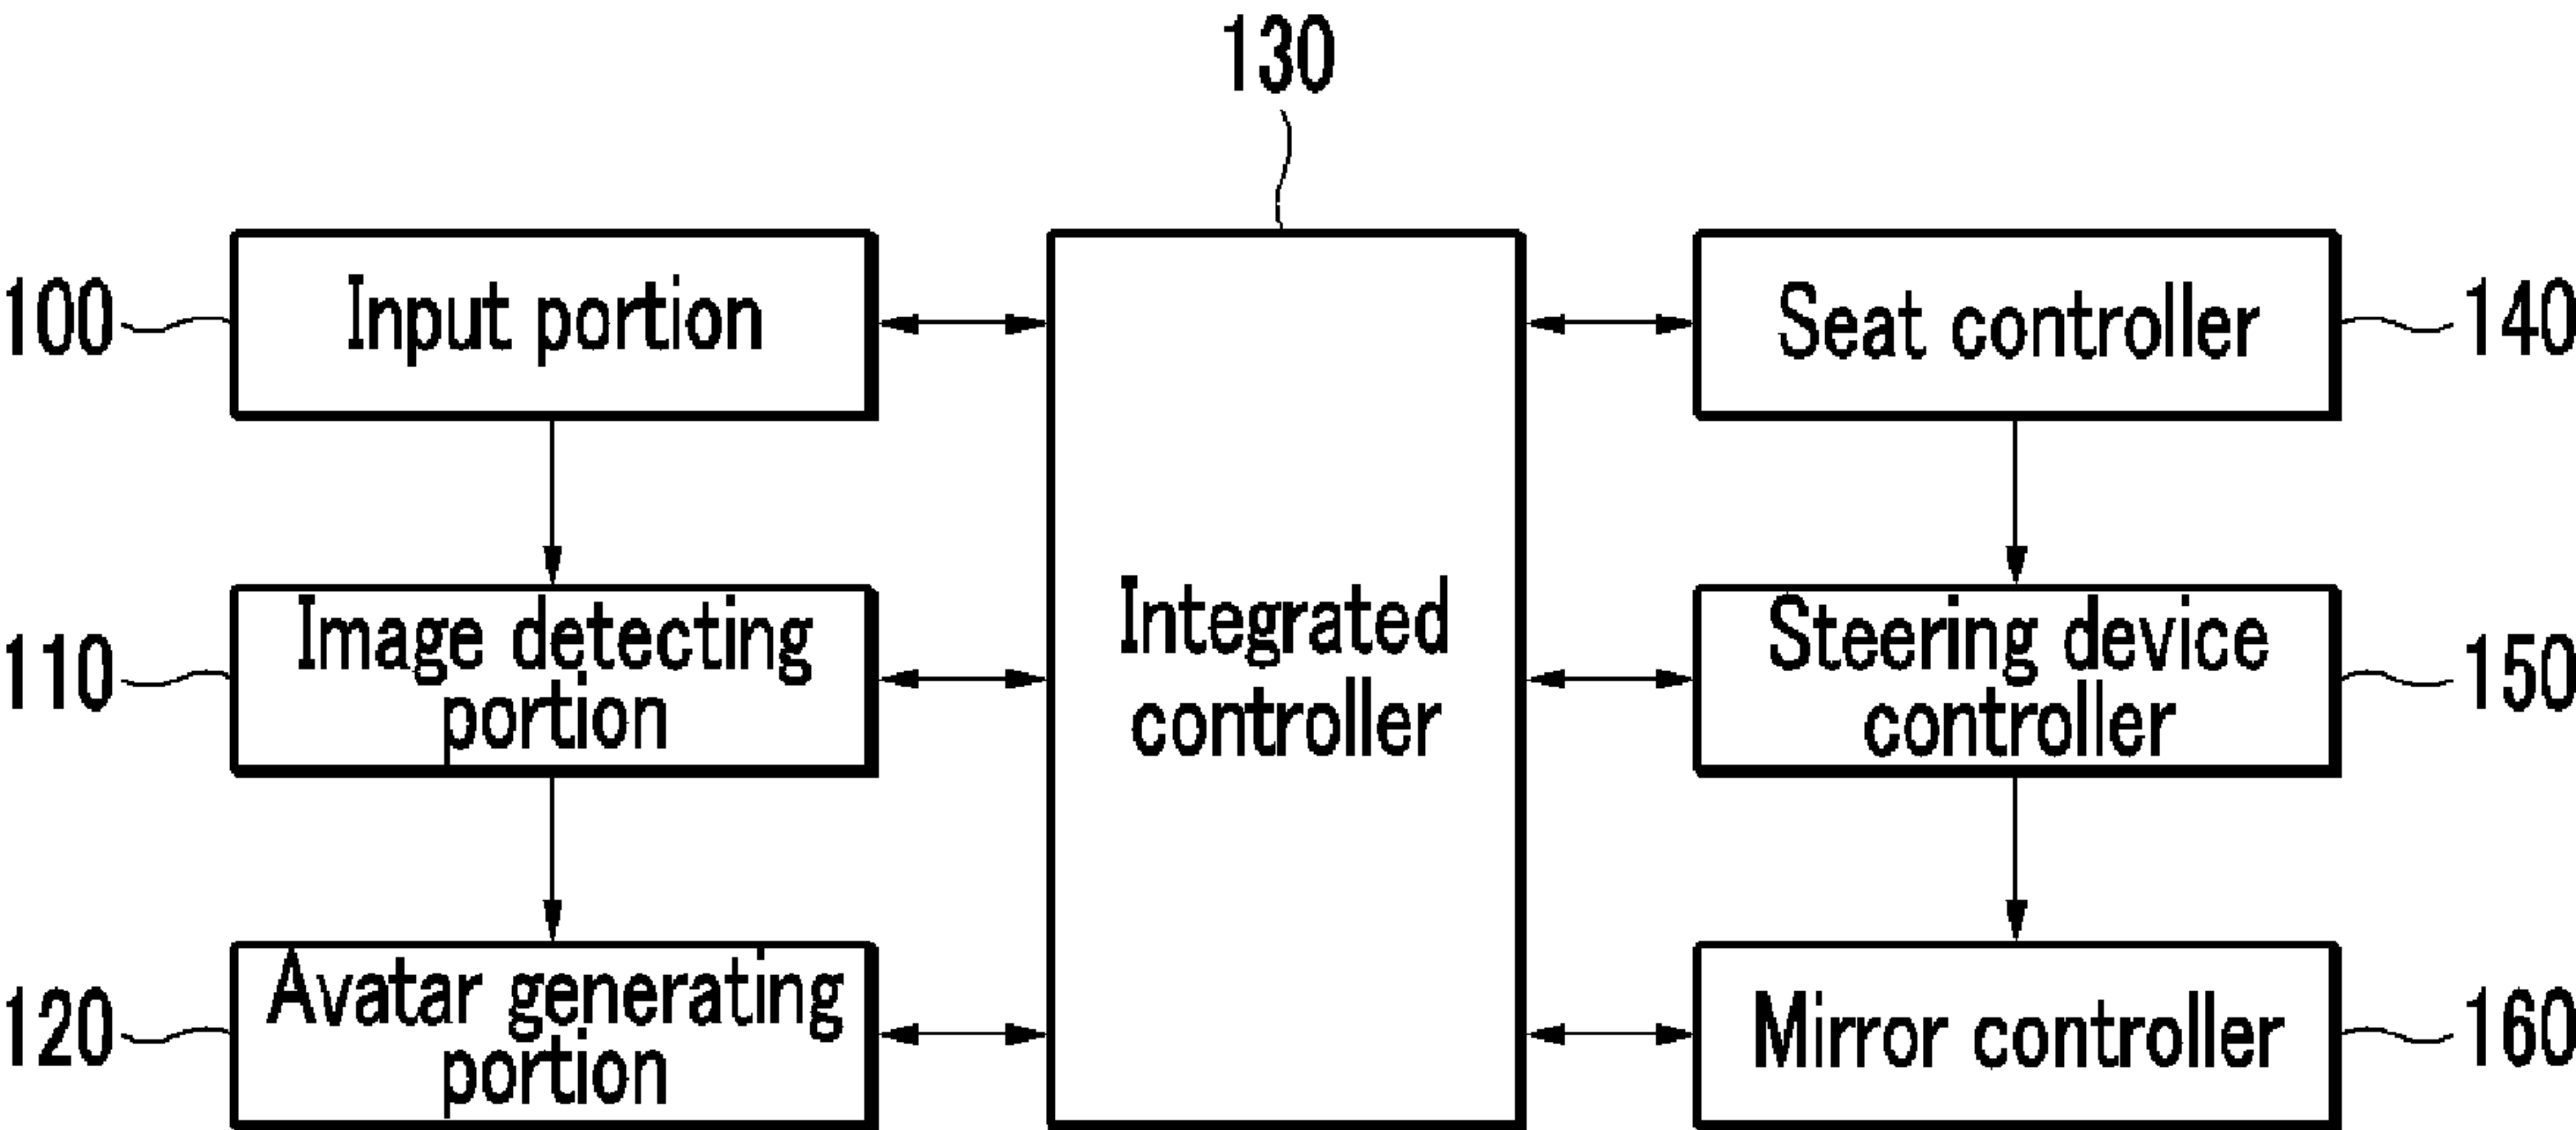 130
100
Input portion
Seat controller
140
110
Image detecting
portion
Integrated
controller
Steering device
controller
150
120
Avatar generating
portion
Mirror controller
160